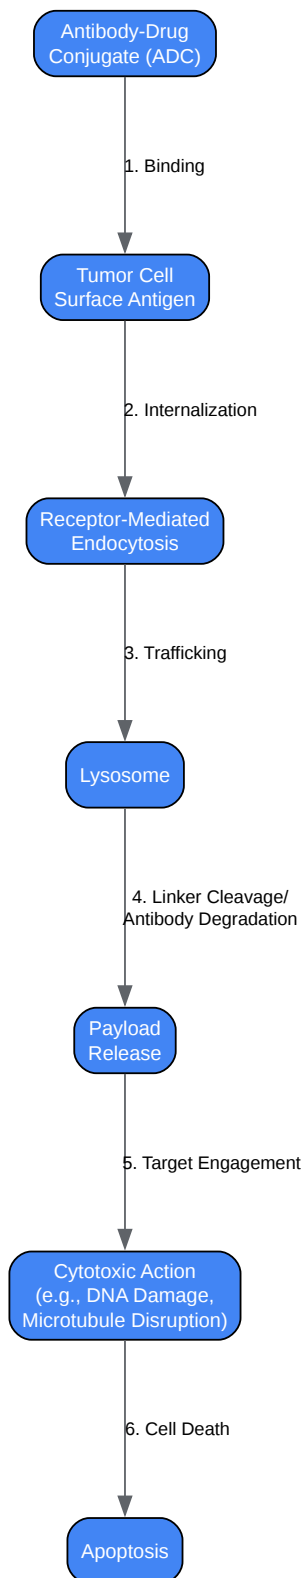 Antibody-Drug
Conjugate (ADC)
1. Binding
Tumor Cell
Surface Antigen
2. Internalization
Receptor-Mediated
Endocytosis
3. Trafficking
Lysosome
4. Linker Cleavage/
Antibody Degradation
Payload
Release
5. Target Engagement
Cytotoxic Action
(e.g., DNA Damage,
Microtubule Disruption)
6. Cell Death
Apoptosis